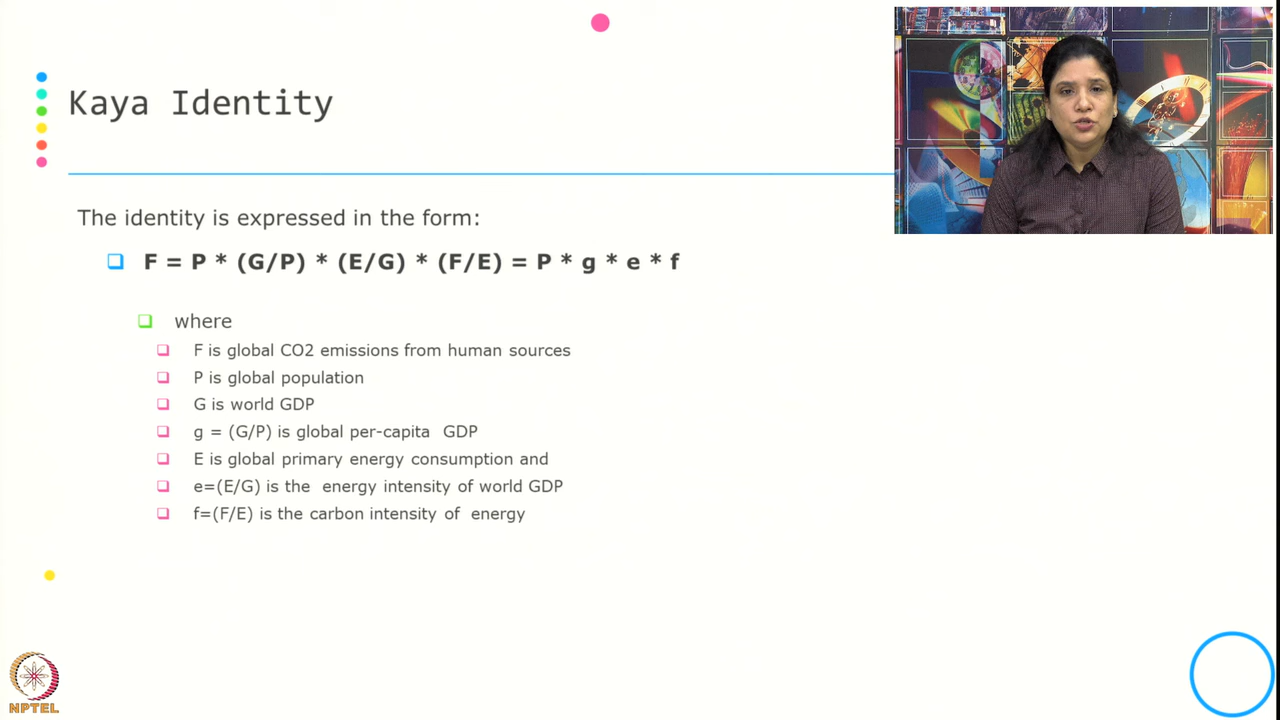 Kaya Identity
The identity is expressed in the form:
F = P * (G/P) * (E/G) * (F/E) = P * g * e * f
where
F is global CO2 emissions from human sources
P is global population
G is world GDP
g = (G/P) is global per-capita GDP
E is global primary energy consumption and
e=(E/G) is the energy intensity of world GDP
f=(F/E) is the carbon intensity of energy
NPTEL